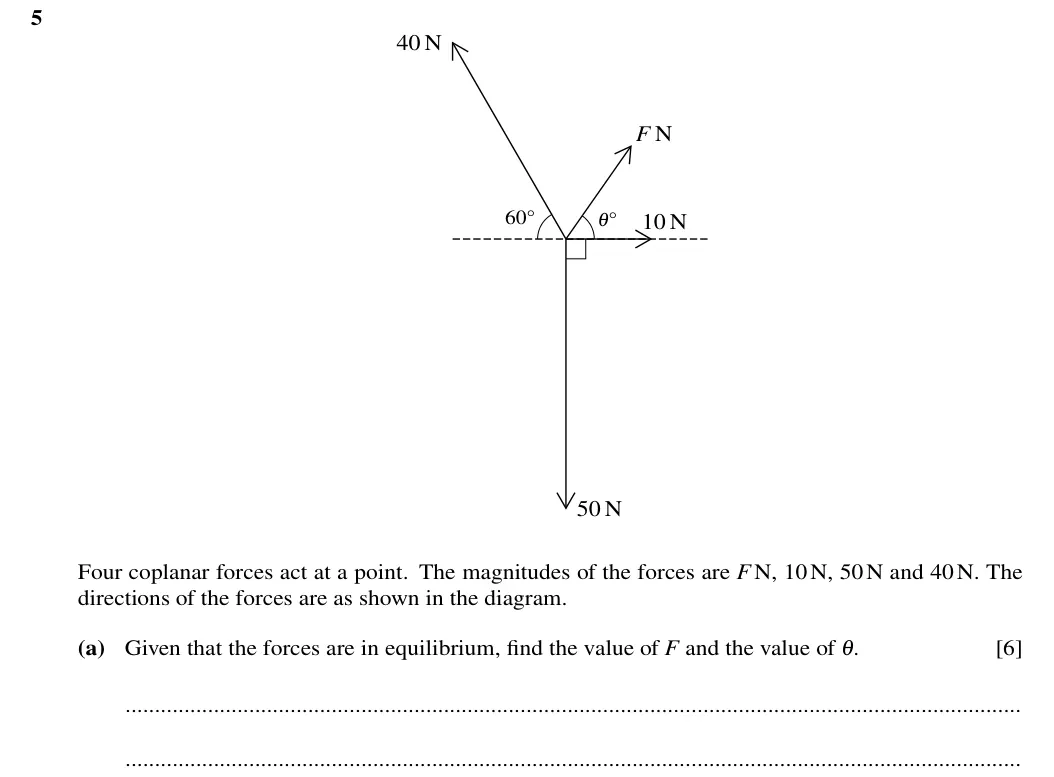 5
40 N
F N
60°
θ°
10 N
50 N
Four coplanar forces act at a point. The magnitudes of the forces are F N, 10 N, 50 N and 40 N. The
directions of the forces are as shown in the diagram.
(a) Given that the forces are in equilibrium, find the value of F and the value of θ. [6]